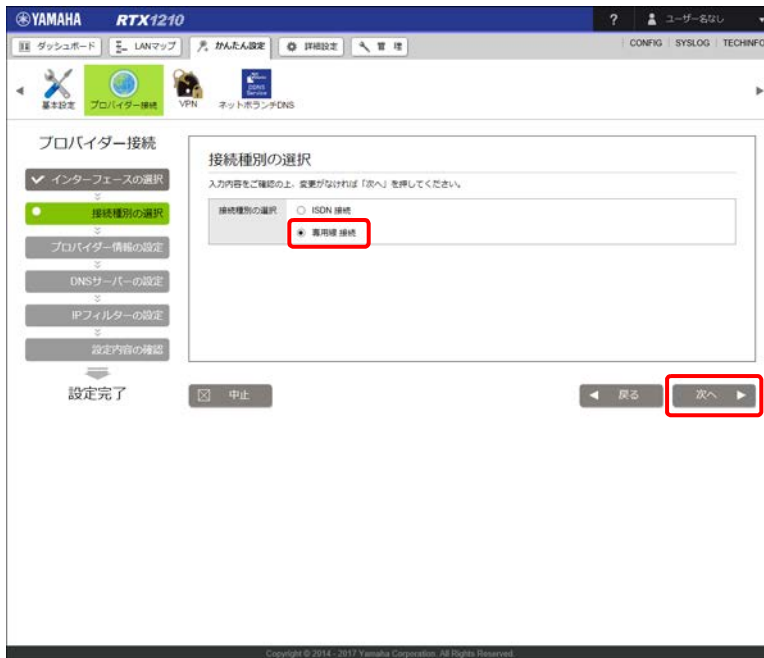 YAMAHA RTX1210 ? ユーザー名なし
ダッシュボード LANマップ かんたん設定 詳細設定 管理 CONFIG SYSLOG TECHINFO
基本設定 プロバイダー接続 VPN ネットボランチDNS
DDNS
Service
プロバイダー接続
インターフェースの選択
接続種別の選択
プロバイダー情報の設定
DNSサーバーの設定
IPフィルターの設定
設定内容の確認
設定完了
接続種別の選択
入力内容をご確認の上、変更がなければ「次へ」を押してください。
接続種別の選択 ISDN 接続
専用線 接続
中止 戻る 次へ
Copyright © 2014 - 2017 Yamaha Corporation. All Rights Reserved.